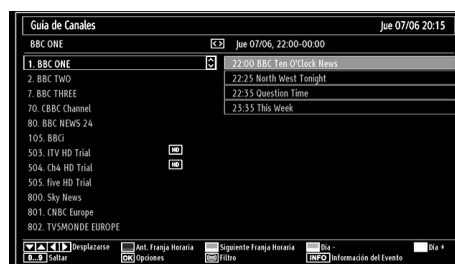 Guía de Canales Jue 07/06 20:15
BBC ONE <> Jue 07/06, 22:00-00:00
1. BBC ONE 22:00 BBC Ten O'Clock News
2. BBC TWO 22:25 North West Tonight
7. BBC THREE 22:35 Question Time
70. CBBC Channel 23:35 This Week
80. BBC NEWS 24
105. BBCi
503. ITV HD Trial HD
504. Ch4 HD Trial HD
505. five HD Trial
800. Sky News
801. CNBC Europe
802. TV5MONDE EUROPE
Desplazarse Ant. Franja Horaria Siguiente Franja Horaria Día - Día +
0...9 Saltar OK Opciones Filtro INFO Información del Evento